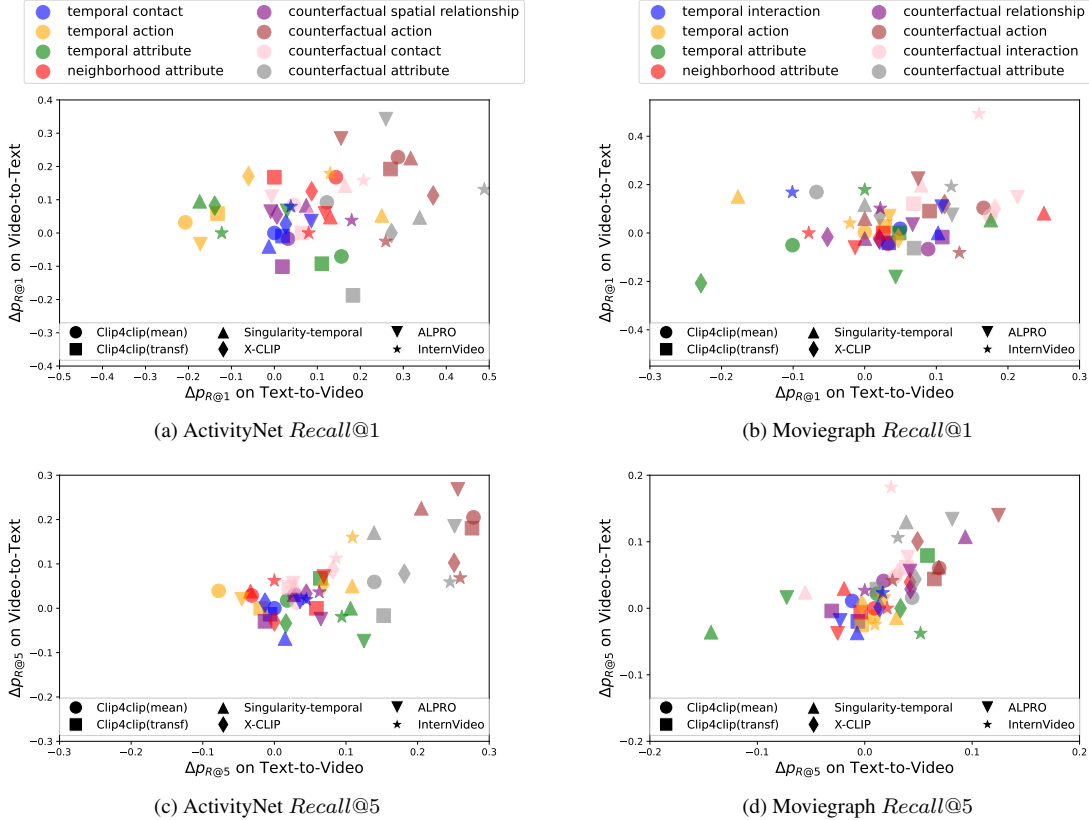 temporal contact
temporal action
temporal attribute
neighborhood attribute
counterfactual spatial relationship
counterfactual action
counterfactual contact
counterfactual attribute
temporal interaction
temporal action
temporal attribute
neighborhood attribute
counterfactual relationship
counterfactual action
counterfactual interaction
counterfactual attribute
Δp_{R@1} on Video-to-Text
0.4
0.3
0.2
0.1
0.0
−0.1
−0.2
−0.3
−0.4
Clip4clip(mean) Singularity-temporal ALPRO
Clip4clip(transf) X-CLIP InternVideo
−0.5 −0.4 −0.3 −0.2 −0.1 0.0 0.1 0.2 0.3 0.4 0.5
Δp_{R@1} on Text-to-Video
(a) ActivityNet Recall@1
Δp_{R@1} on Video-to-Text
0.4
0.2
0.0
−0.2
−0.4
Clip4clip(mean) Singularity-temporal ALPRO
Clip4clip(transf) X-CLIP InternVideo
−0.3 −0.2 −0.1 0.0 0.1 0.2 0.3
Δp_{R@1} on Text-to-Video
(b) Moviegraph Recall@1
Δp_{R@5} on Video-to-Text
0.3
0.2
0.1
0.0
−0.1
−0.2
−0.3
Clip4clip(mean) Singularity-temporal ALPRO
Clip4clip(transf) X-CLIP InternVideo
−0.3 −0.2 −0.1 0.0 0.1 0.2 0.3
Δp_{R@5} on Text-to-Video
(c) ActivityNet Recall@5
Δp_{R@5} on Video-to-Text
0.2
0.1
0.0
−0.1
−0.2
Clip4clip(mean) Singularity-temporal ALPRO
Clip4clip(transf) X-CLIP InternVideo
−0.2 −0.1 0.0 0.1 0.2
Δp_{R@5} on Text-to-Video
(d) Moviegraph Recall@5